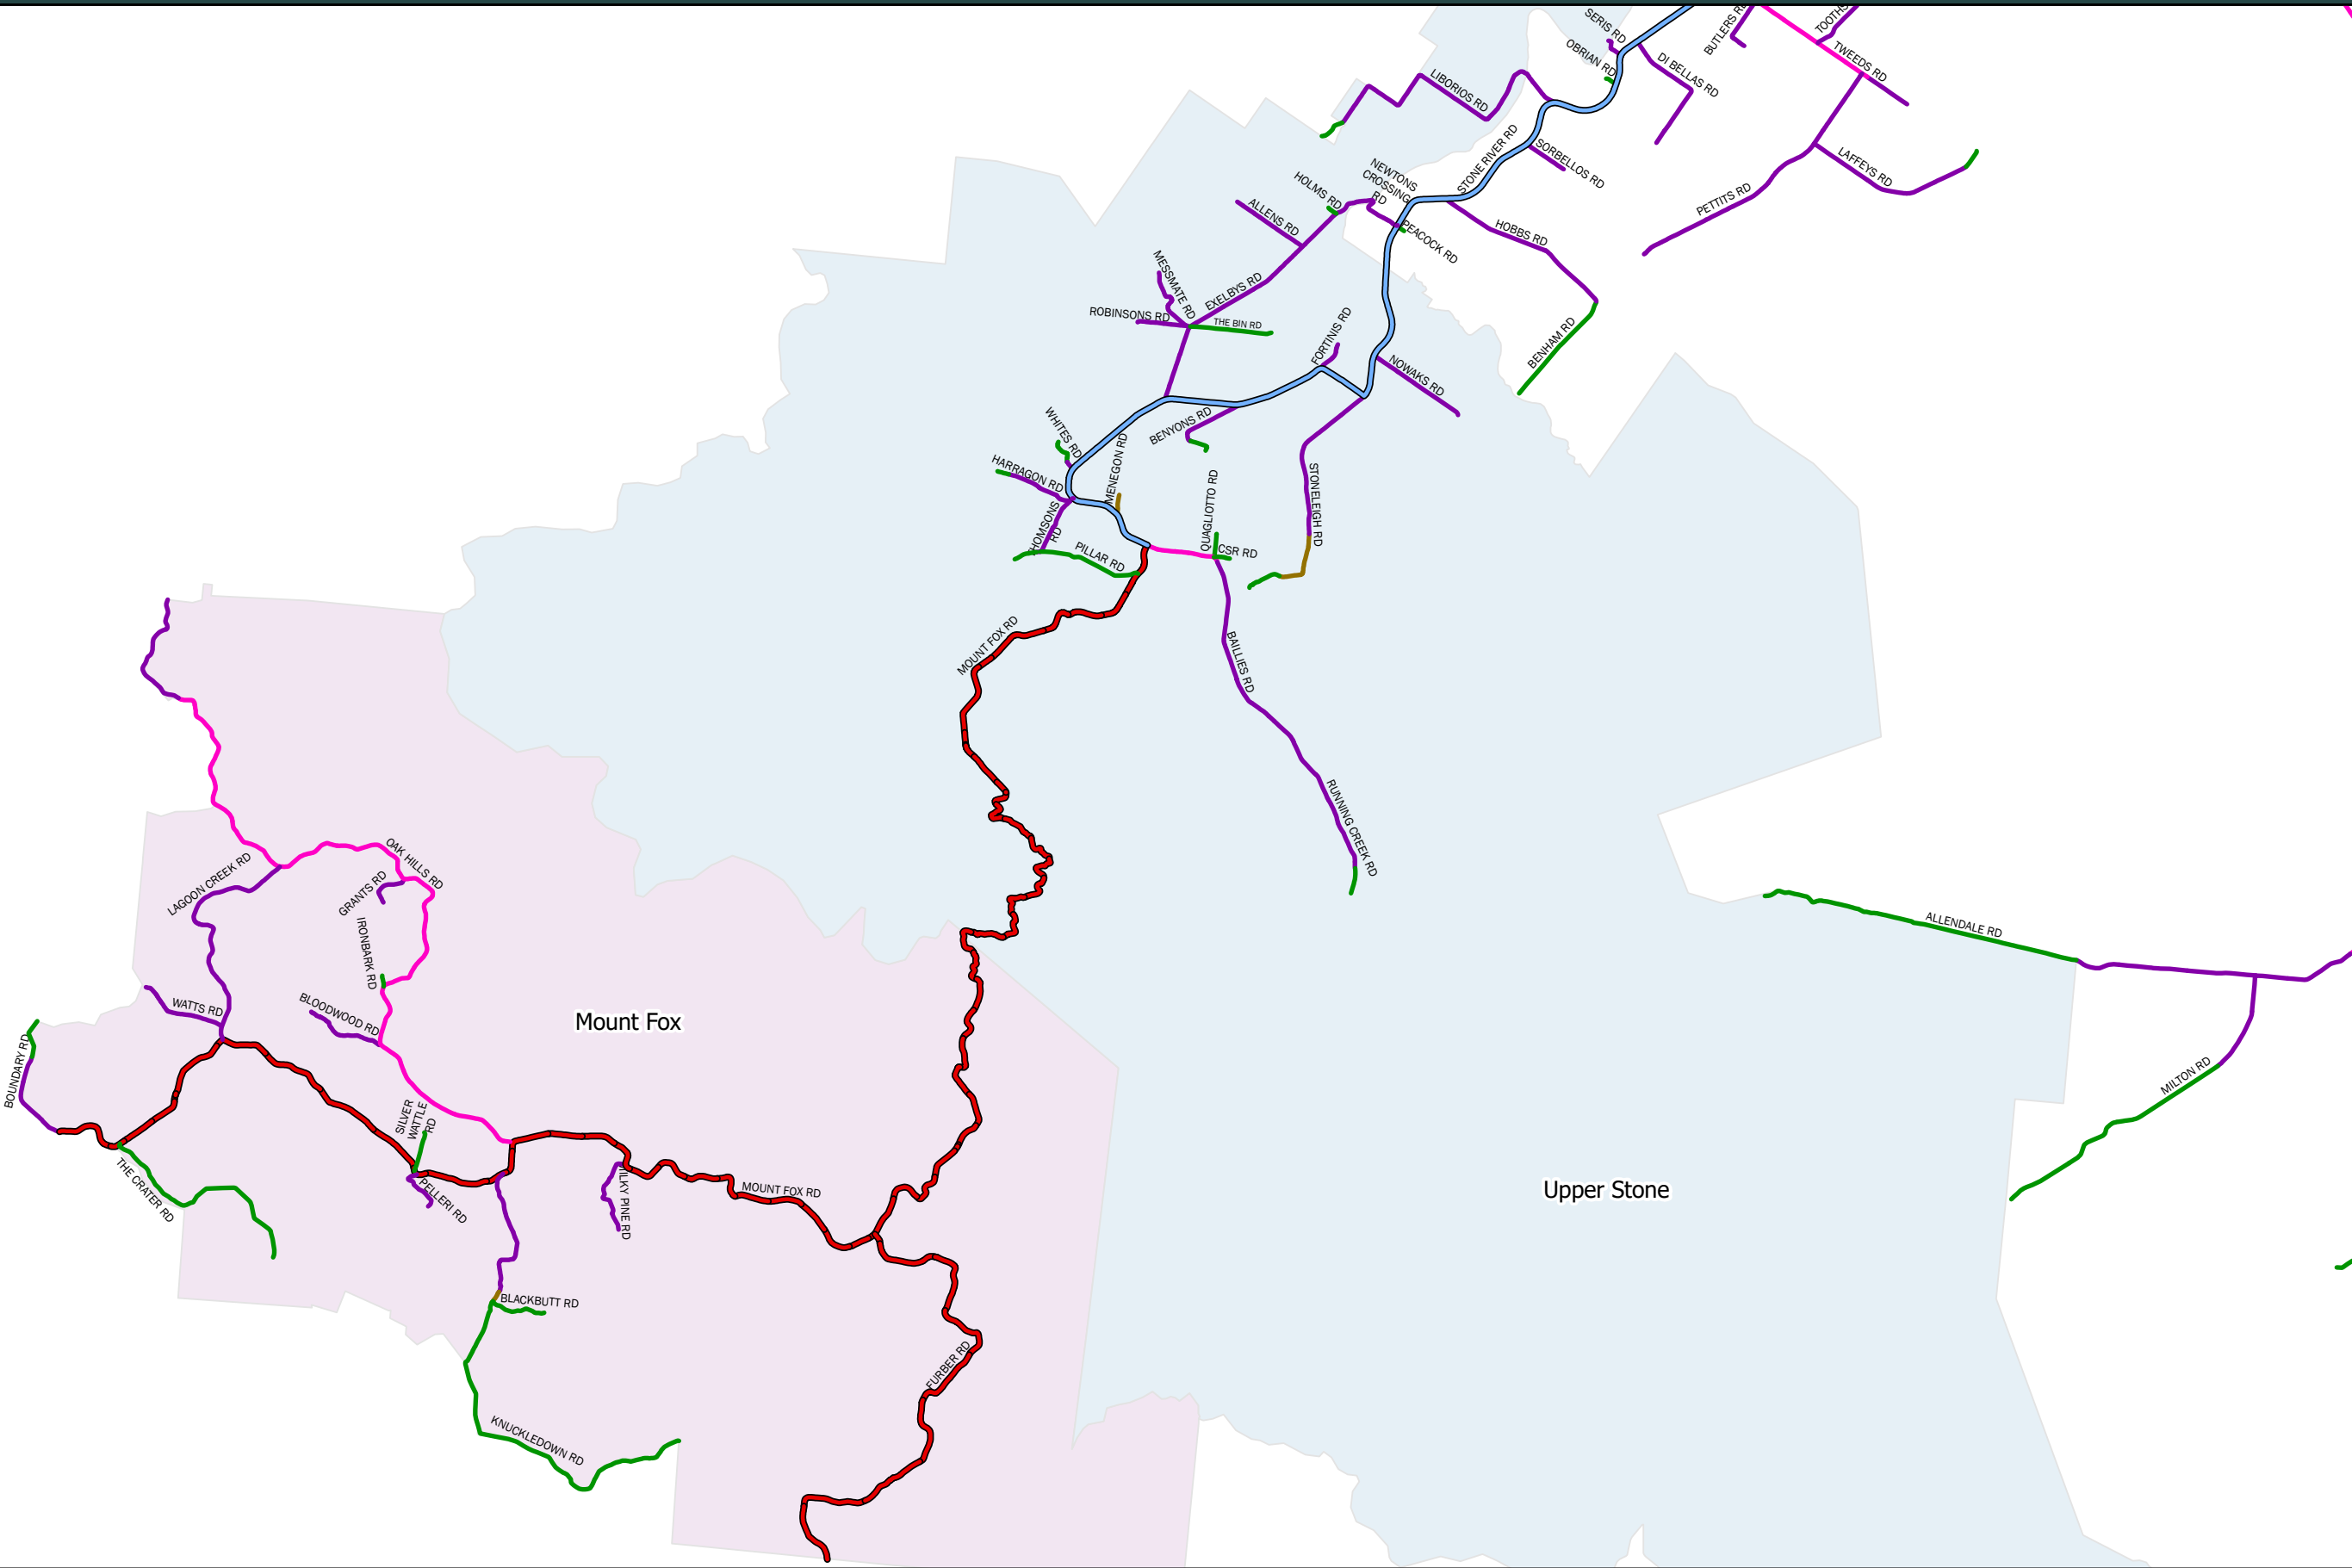 SERIS RD
OBRIAN RD
BUTLERS RD
TWEEDS RD
DI BELLAS RD
LIBORIOS RD
STONE RIVER RD
SORBELLOS RD
LAFFEYS RD
PETTITS RD
NEWTONS
CROSSING
RD
HOLMS RD
ALLENS RD
PEACOCK RD
HOBBS RD
MESSMATE RD
EXELBYS RD
ROBINSONS RD
THE BIN RD
FORTINIS RD
BENHAM RD
NOWAKS RD
WHITES RD
BENYONS RD
MENEGON RD
HARRAGON RD
QUAGLIOTTO RD
STONELEIGH RD
THOMSONS
RD
PILLAR RD
CSR RD
MOUNT FOX RD
BAILLIES RD
RUNNING CREEK RD
OAK HILLS RD
LAGOON CREEK RD
GRANTS RD
IRONBARK RD
ALLENDALE RD
WATTS RD
BLOODWOOD RD
Mount Fox
BOUNDARY RD
MILTON RD
SILVER
WATTLE
RD
THE CRATER RD
PELLERI RD
MILKY PINE RD
MOUNT FOX RD
Upper Stone
BLACKBUTT RD
FURBER RD
KNUCKLEDOWN RD